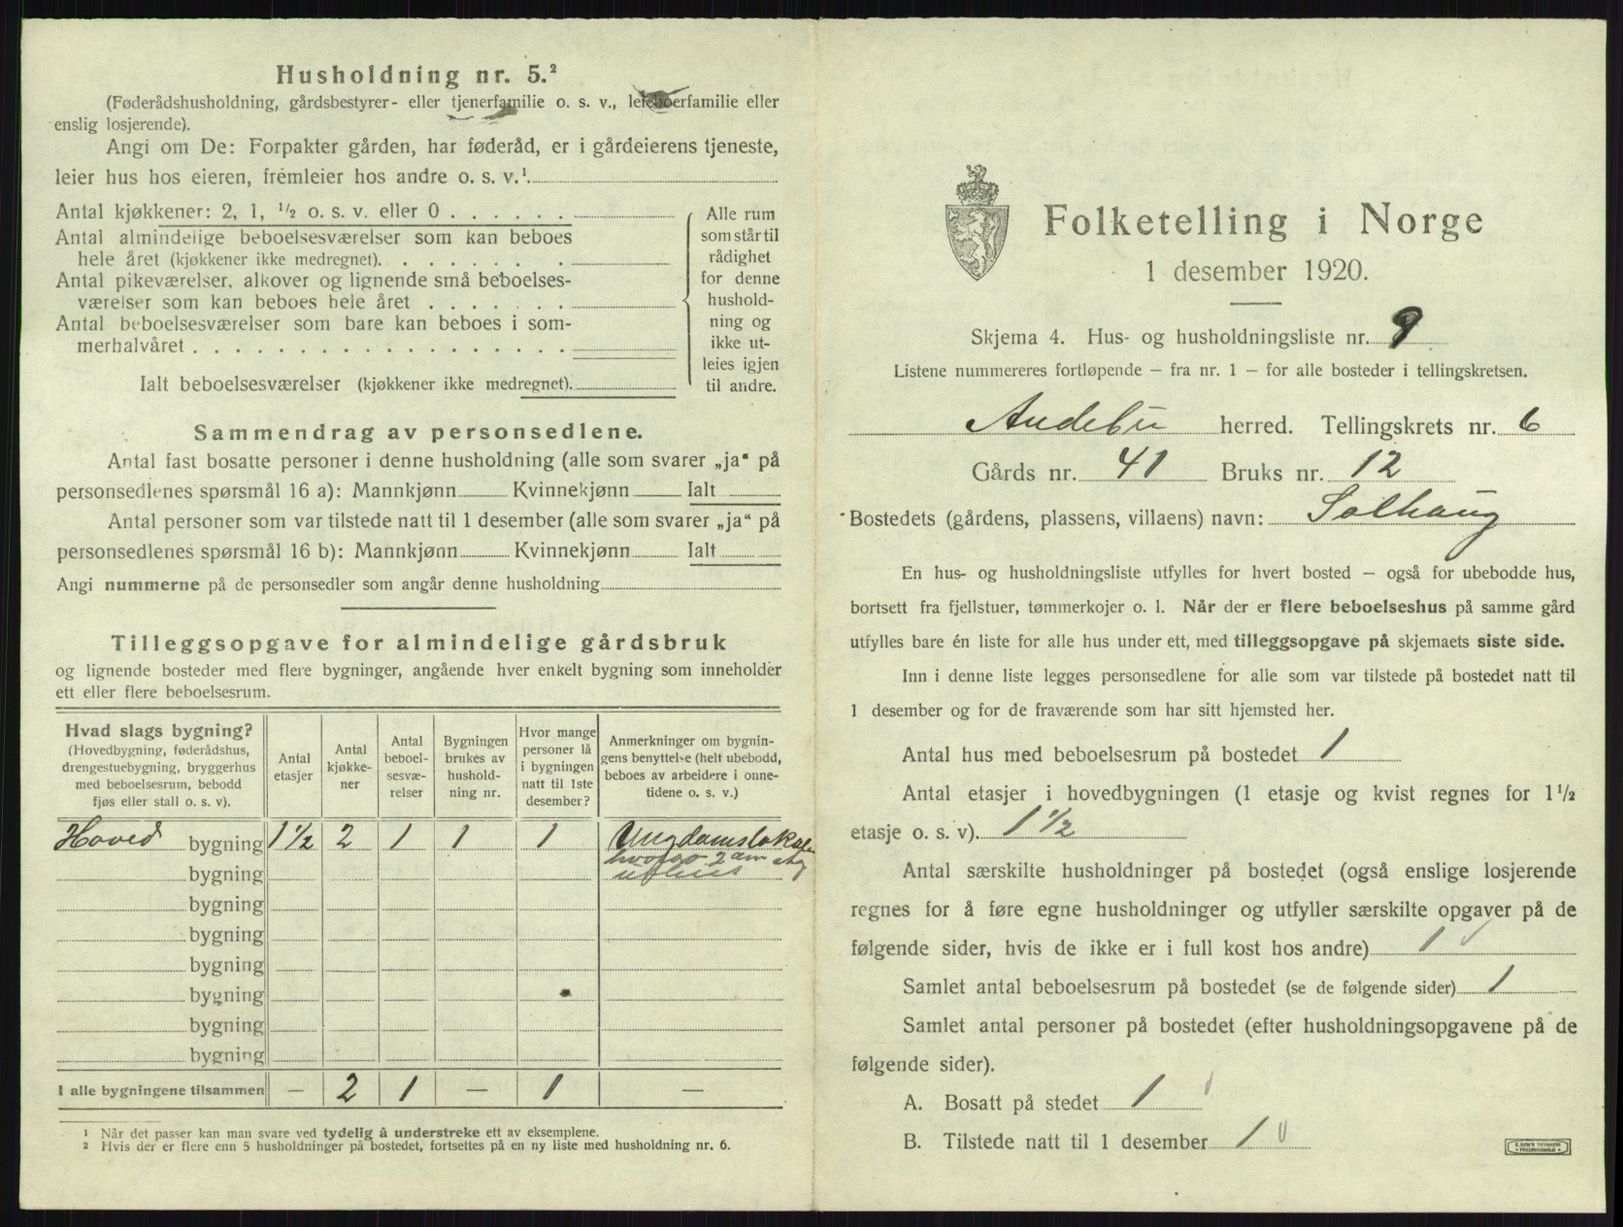 Husholdning nr. 5.²
(Føderådshusholdning, gårdsbestyrer- eller tjenerfamilie o. s. v., leieboerfamilie eller
enslig losjerende).
Angi om De: Forpakter gården, har føderåd, er i gårdeierens tjeneste,
leier hus hos eieren, fremleier hos andre o. s. v.¹
Antal kjøkkener: 2, 1, ½ o. s. v. eller 0 . . . . . .
Antal almindelige beboelsesværelser som kan beboes
hele året (kjøkkener ikke medregnet). . . . . . . .
Antal pikeværelser, alkover og lignende små beboelses-
værelser som kan beboes hele året . . . . . . .
Antal beboelsesværelser som bare kan beboes i som-
merhalvåret . . . . . . . . . . . . . . . . . .
Ialt beboelsesværelser (kjøkkener ikke medregnet).
Alle rum
som står til
rådighet
for denne
hushold-
ning og
ikke ut-
leies igjen
til andre.
Sammendrag av personsedlene.
Antal fast bosatte personer i denne husholdning (alle som svarer „ja“ på
personsedlenes spørsmål 16 a): Mannkjønn Kvinnekjønn Ialt
Antal personer som var tilstede natt til 1 desember (alle som svarer „ja“ på
personsedlenes spørsmål 16 b): Mannkjønn Kvinnekjønn Ialt
Angi nummerne på de personsedler som angår denne husholdning
Tilleggsopgave for almindelige gårdsbruk
og lignende bosteder med flere bygninger, angående hver enkelt bygning som inneholder
ett eller flere beboelsesrum.
Hvad slags bygning?
(Hovedbygning, føderådshus,
drengestuebygning, bryggerhus
med beboelsesrum, bebodd
fjøs eller stall o. s. v).
Antal
etasjer
Antal
kjøkke-
ner
Antal
beboel-
sesvæ-
relser
Bygningen
brukes av
hushold-
ning nr.
Hvor mange
personer lå
i bygningen
natt til 1ste
desember?
Anmerkninger om bygnin-
gens benyttelse (helt ubebodd,
beboes av arbeidere i onne-
tidene o. s. v.)
Hoved bygning 1½ 2 1 1 1 Ungdomslokale
hvorav 2
bygning uthus
bygning
bygning
bygning
bygning
bygning
bygning
I alle bygningene tilsammen — 2 1 — 1 —
¹ Når det passer kan man svare ved tydelig å understreke ett av eksemplene.
² Hvis der er flere enn 5 husholdninger på bostedet, fortsettes på en ny liste med husholdning nr. 6.
Folketelling i Norge
1 desember 1920.
Skjema 4. Hus- og husholdningsliste nr. 9
Listene nummereres fortløpende — fra nr. 1 — for alle bosteder i tellingskretsen.
Andebu herred. Tellingskrets nr. 6
Gårds nr. 41 Bruks nr. 12
Bostedets (gårdens, plassens, villaens) navn: Solhaug
En hus- og husholdningsliste utfylles for hvert bosted — også for ubebodde hus,
bortsett fra fjellstuer, tømmerkojer o. l. Når der er flere beboelseshus på samme gård
utfylles bare én liste for alle hus under ett, med tilleggsopgave på skjemaets siste side.
Inn i denne liste legges personsedlene for alle som var tilstede på bostedet natt til
1 desember og for de fraværende som har sitt hjemsted her.
Antal hus med beboelsesrum på bostedet 1
Antal etasjer i hovedbygningen (1 etasje og kvist regnes for 1½
etasje o. s. v). 1½
Antal særskilte husholdninger på bostedet (også enslige losjerende
regnes for å føre egne husholdninger og utfyller særskilte opgaver på de
følgende sider, hvis de ikke er i full kost hos andre) 1
Samlet antal beboelsesrum på bostedet (se de følgende sider) 1
Samlet antal personer på bostedet (efter husholdningsopgavene på de
følgende sider).
A. Bosatt på stedet 1
B. Tilstede natt til 1 desember 1